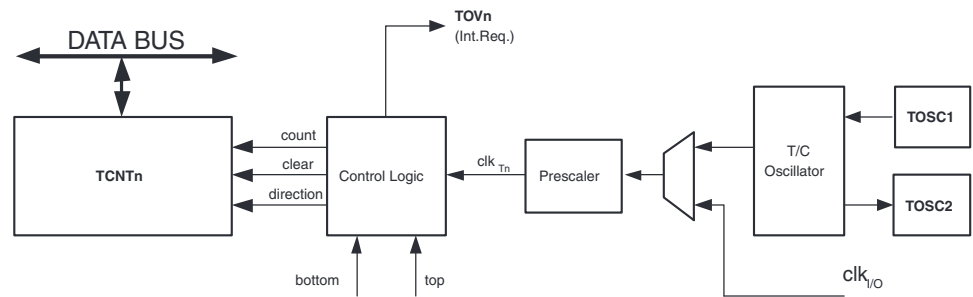 TOVn
(Int.Req.)
DATA BUS
count
TCNTn
clear
direction
Control Logic
clk Tn
Prescaler
T/C
Oscillator
TOSC1
TOSC2
bottom
top
clkI/O